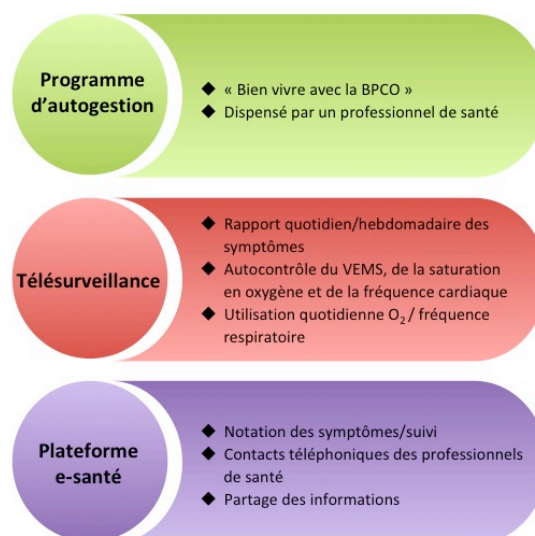 Programme
d'autogestion
◆ « Bien vivre avec la BPCO »
◆ Dispensé par un professionnel de santé
Télésurveillance
◆ Rapport quotidien/hebdomadaire des
symptômes
◆ Autocontrôle du VEMS, de la saturation
en oxygène et de la fréquence cardiaque
◆ Utilisation quotidienne O₂ / fréquence
respiratoire
Plateforme
e-santé
◆ Notation des symptômes/suivi
◆ Contacts téléphoniques des professionnels
de santé
◆ Partage des informations